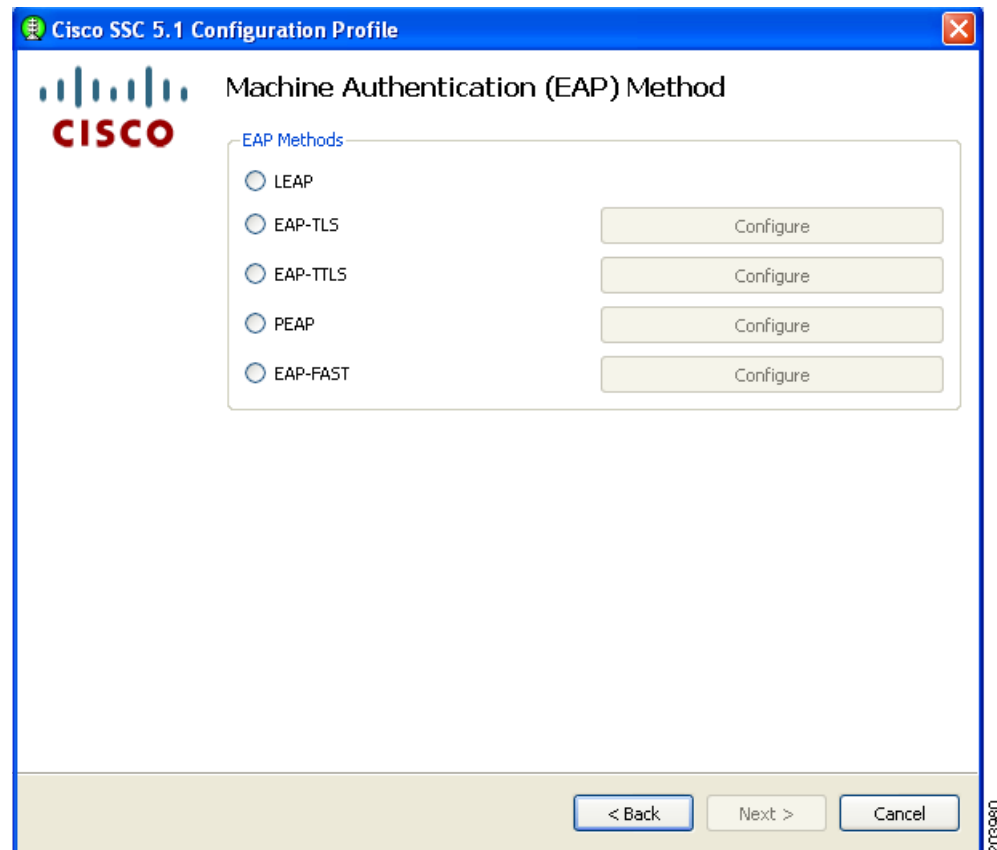 Cisco SSC 5.1 Configuration Profile
CISCO
Machine Authentication (EAP) Method
EAP Methods
LEAP
EAP-TLS Configure
EAP-TTLS Configure
PEAP Configure
EAP-FAST Configure
< Back Next > Cancel
203980